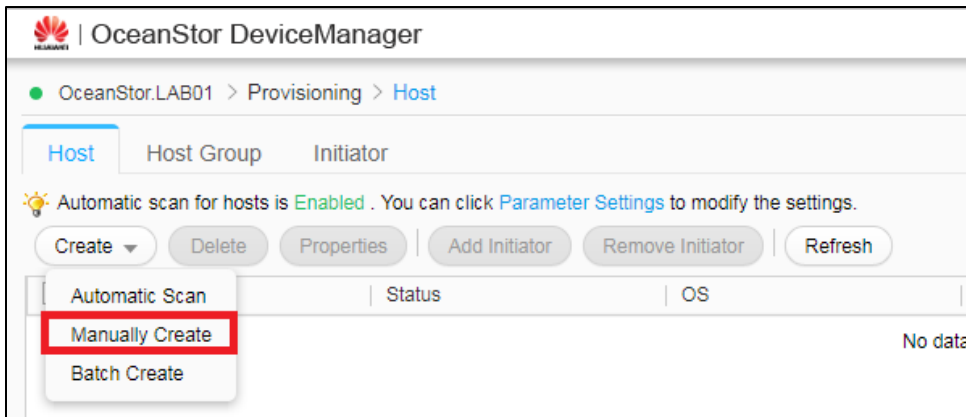 HUAWEI | OceanStor DeviceManager
OceanStor.LAB01 > Provisioning > Host
Host Host Group Initiator
Automatic scan for hosts is Enabled . You can click Parameter Settings to modify the settings.
Create Delete Properties Add Initiator Remove Initiator Refresh
Status OS
Automatic Scan
Manually Create
No data
Batch Create